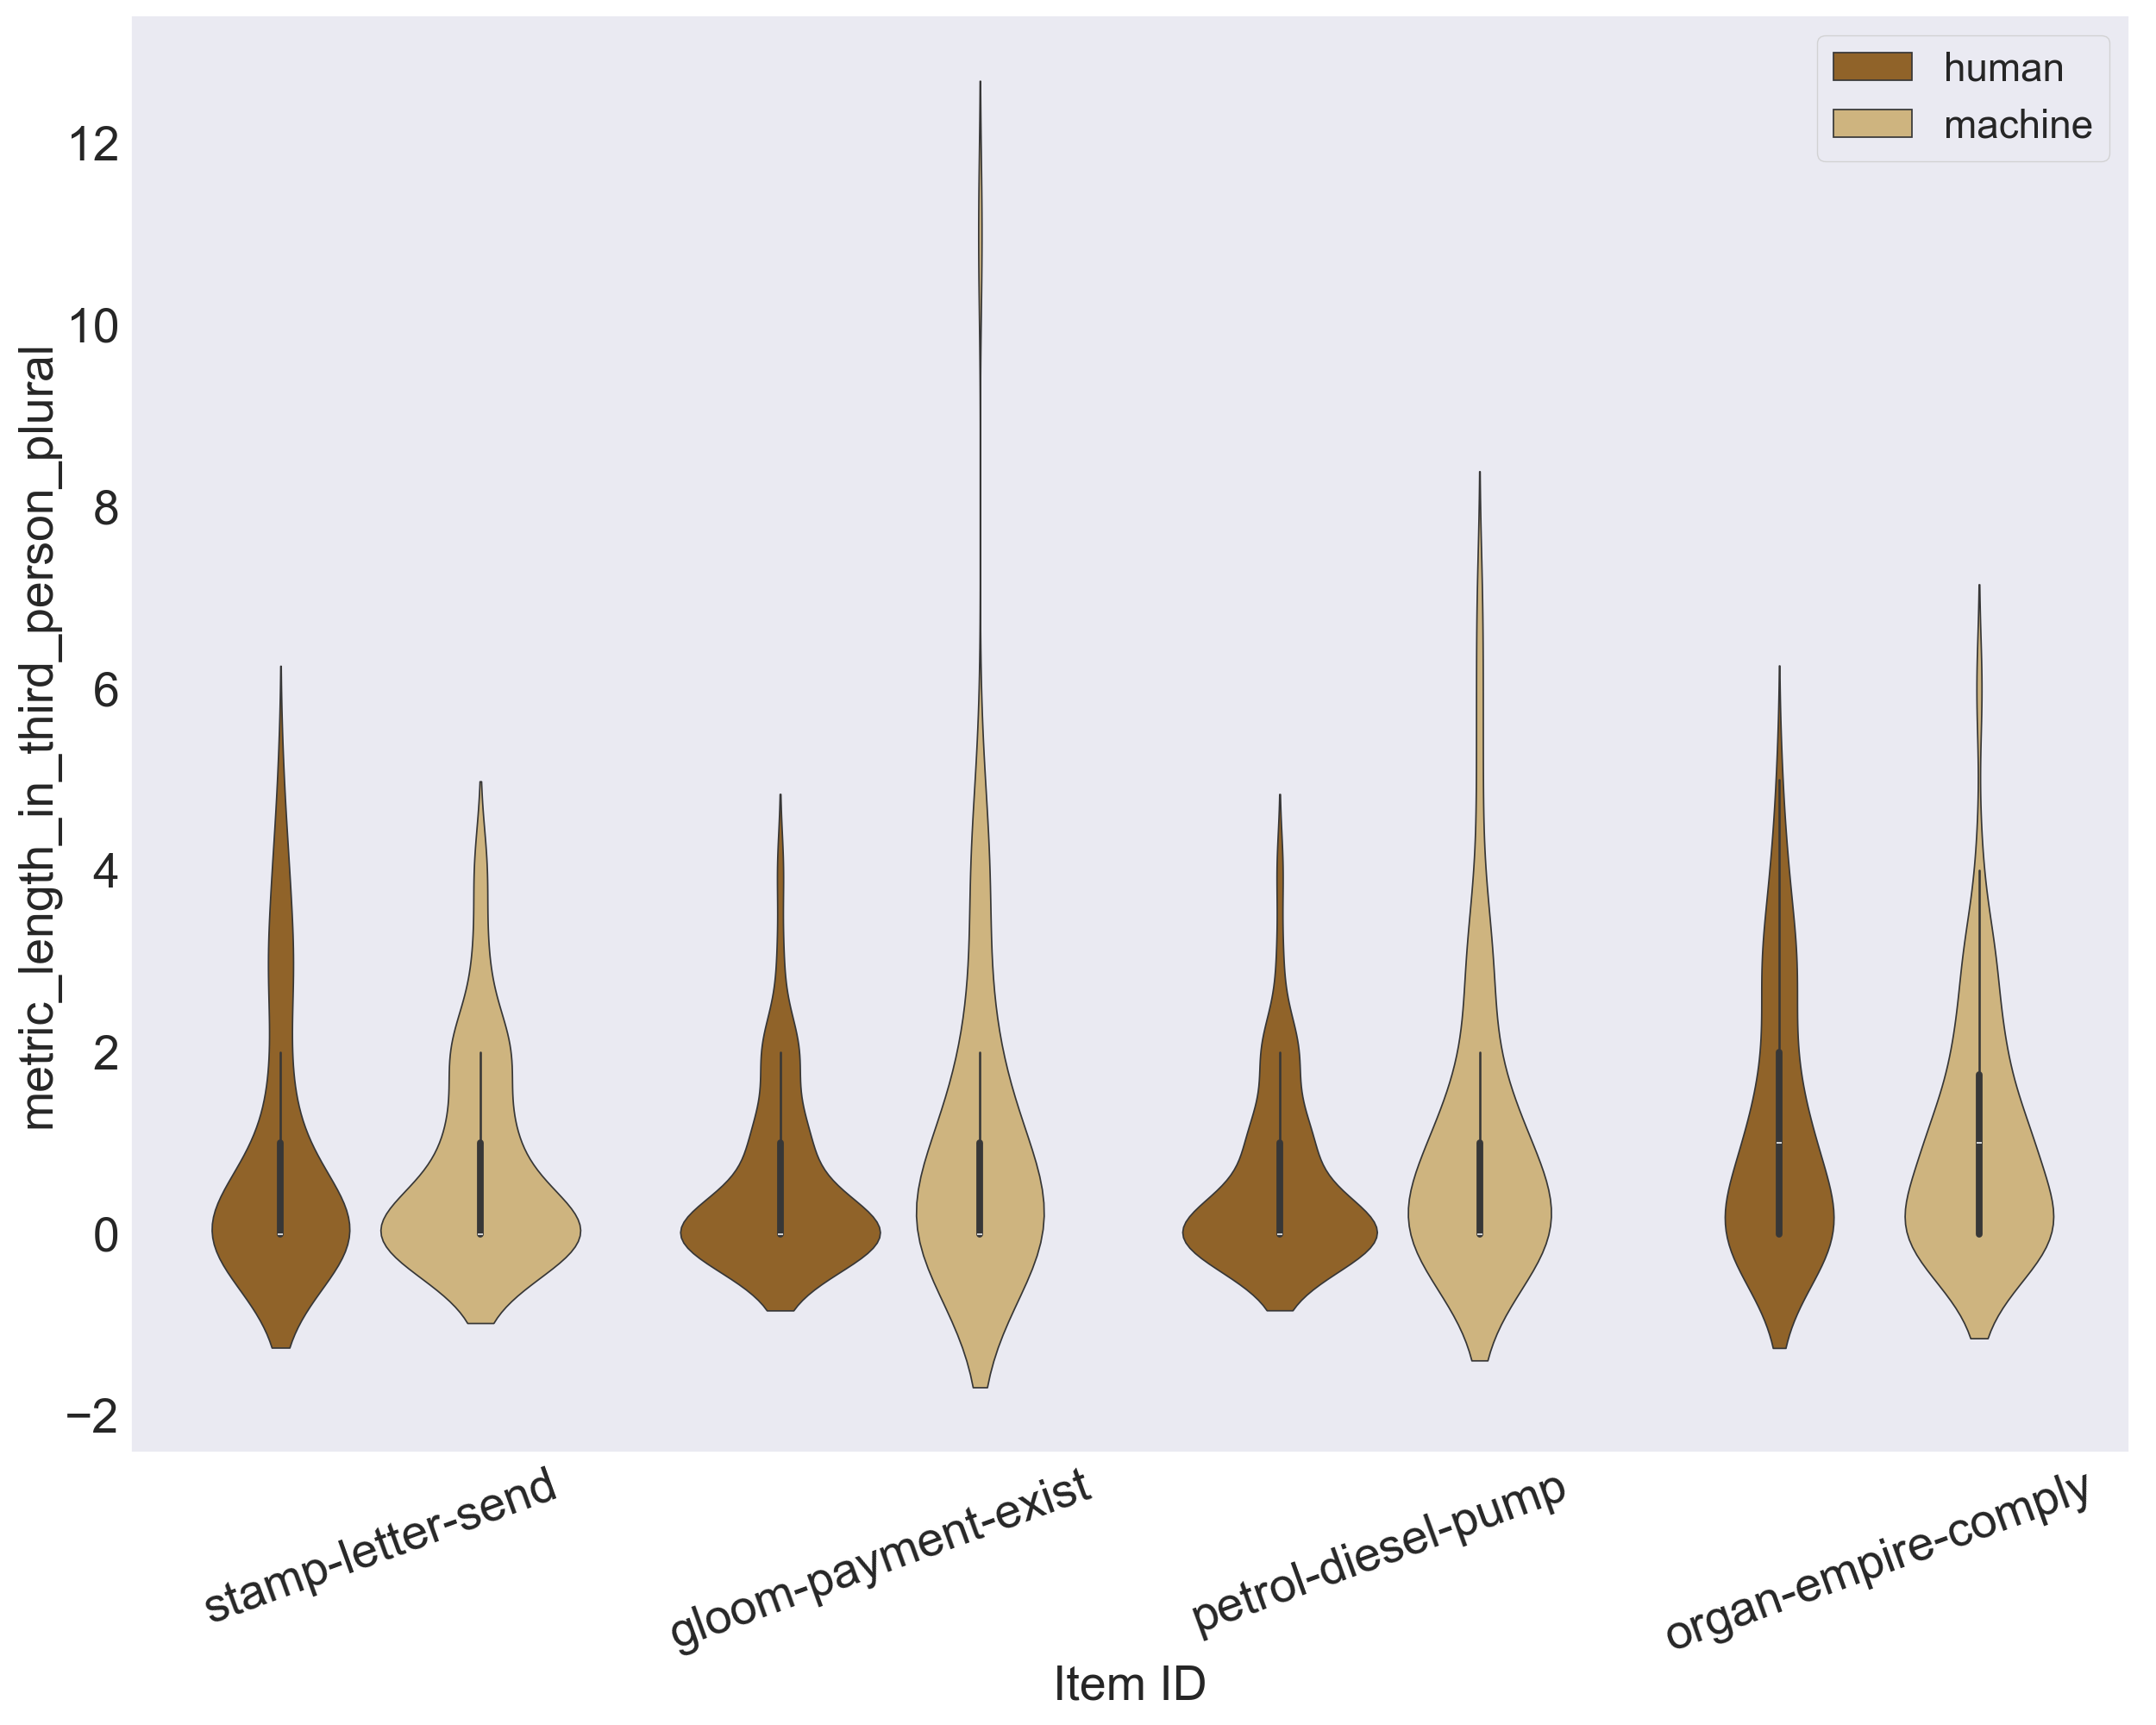 human
machine
12
10
8
6
4
2
0
−2
metric_length_in_third_person_plural
stamp-letter-send
gloom-payment-exist
petrol-diesel-pump
organ-empire-comply
Item ID